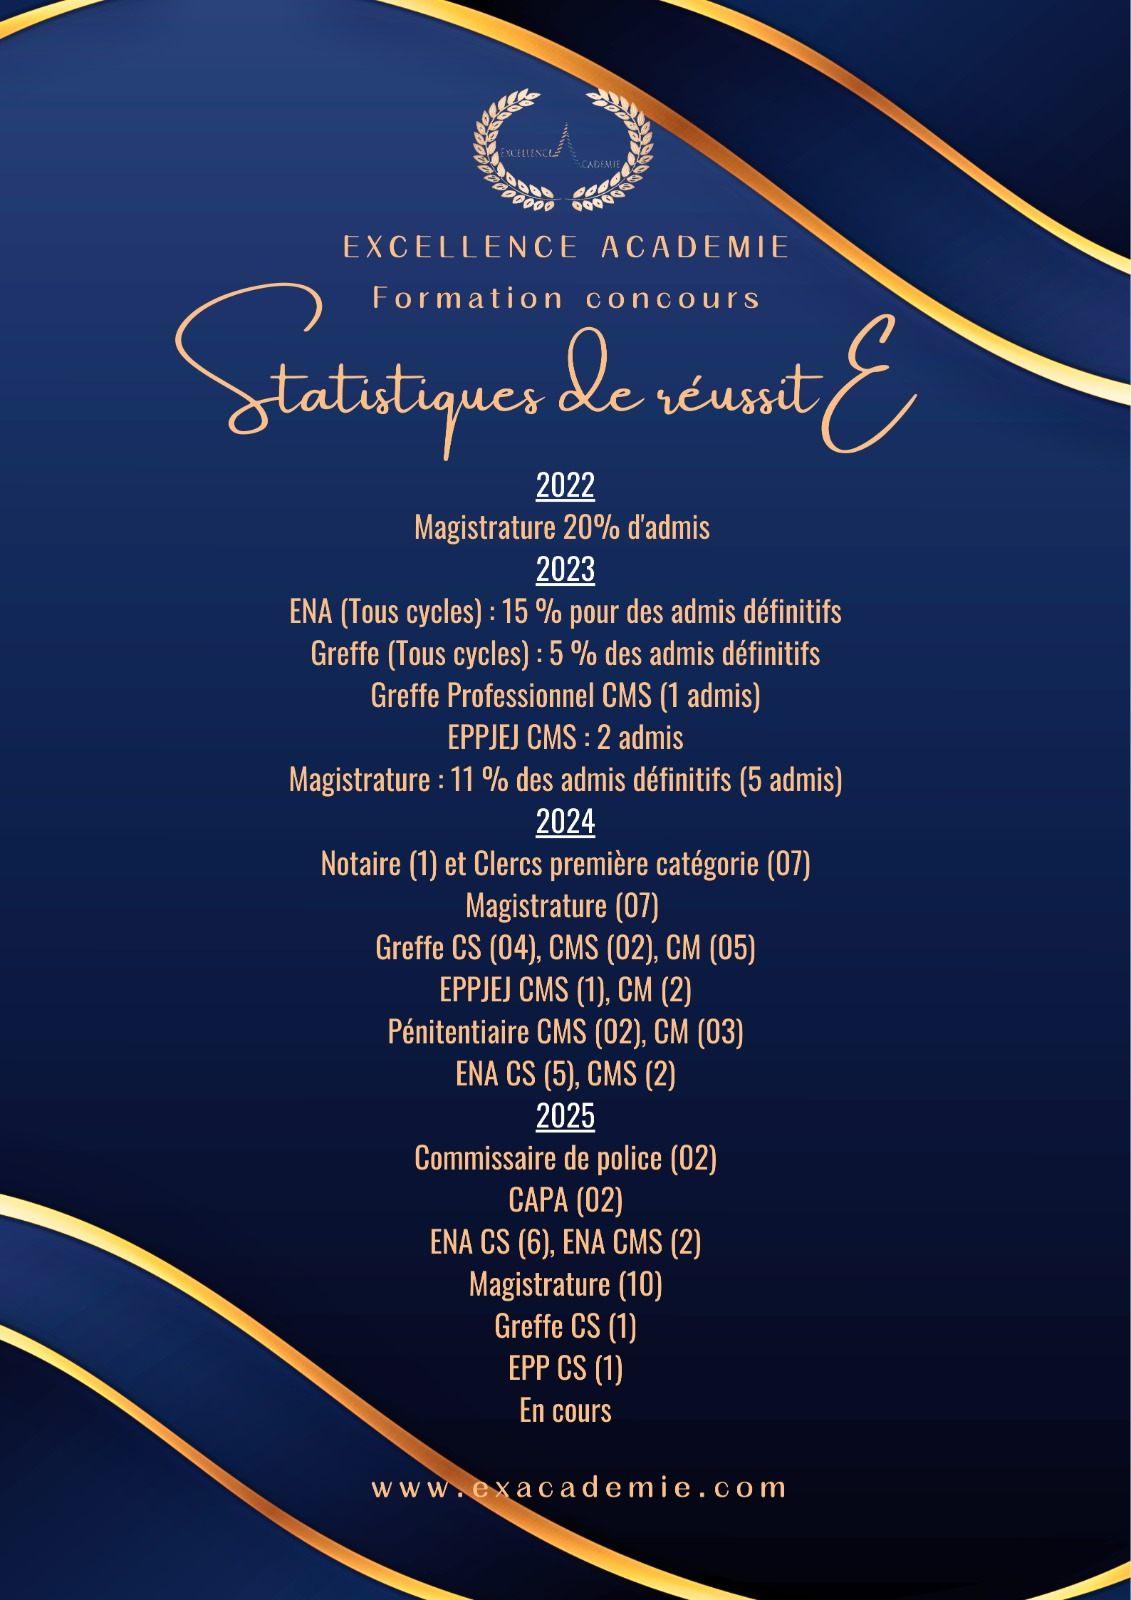 EXCELLENCE
ACADEMIE
EXCELLENCE ACADEMIE
Formation concours
Statistiques de réussitE
2022
Magistrature 20% d'admis
2023
ENA (Tous cycles) : 15 % pour des admis définitifs
Greffe (Tous cycles) : 5 % des admis définitifs
Greffe Professionnel CMS (1 admis)
EPPJEJ CMS : 2 admis
Magistrature : 11 % des admis définitifs (5 admis)
2024
Notaire (1) et Clercs première catégorie (07)
Magistrature (07)
Greffe CS (04), CMS (02), CM (05)
EPPJEJ CMS (1), CM (2)
Pénitentiaire CMS (02), CM (03)
ENA CS (5), CMS (2)
2025
Commissaire de police (02)
CAPA (02)
ENA CS (6), ENA CMS (2)
Magistrature (10)
Greffe CS (1)
EPP CS (1)
En cours
www.exacademie.com